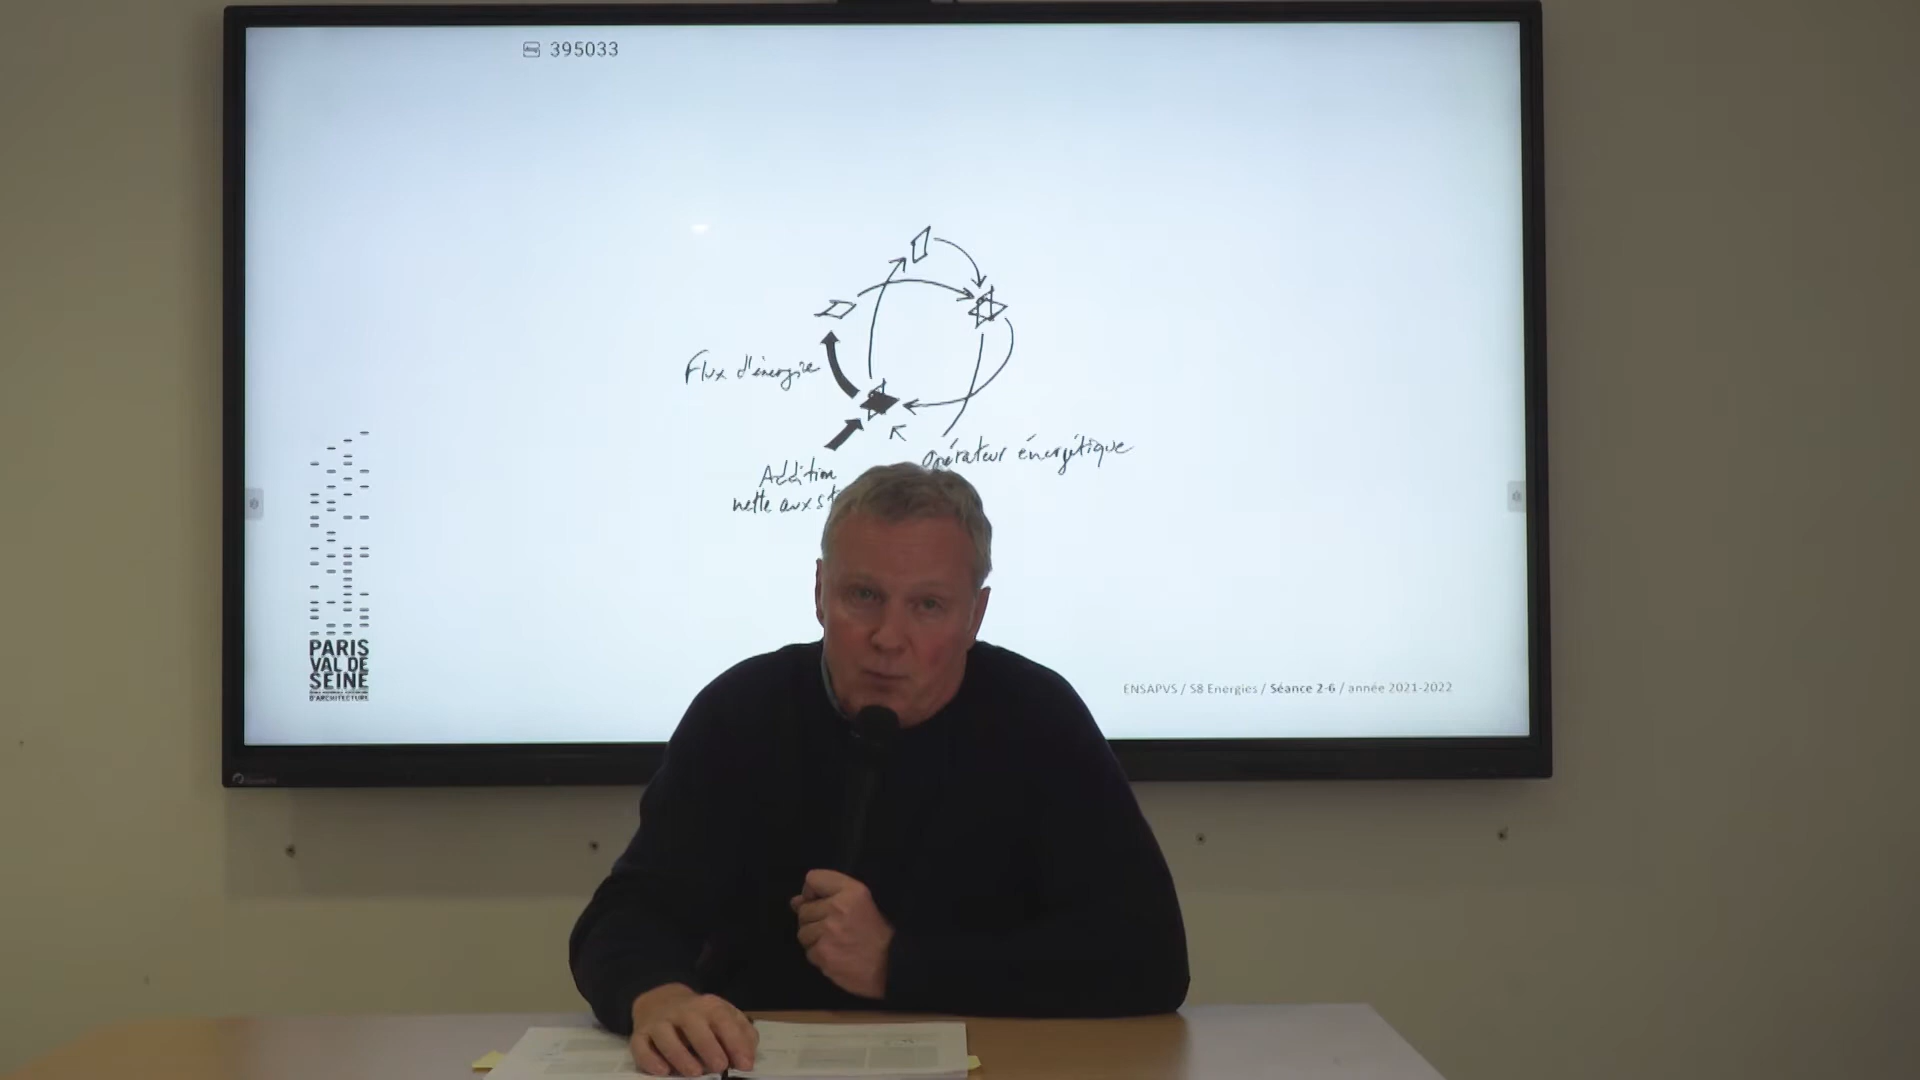 395033
Flux d'énergie
Opérateur énergétique
Addition
nette aux
PARIS
VAL DE
SEINE
D'ARCHITECTURE
ENSAPVS / S8 Energies / Séance 2-6 / année 2021-2022